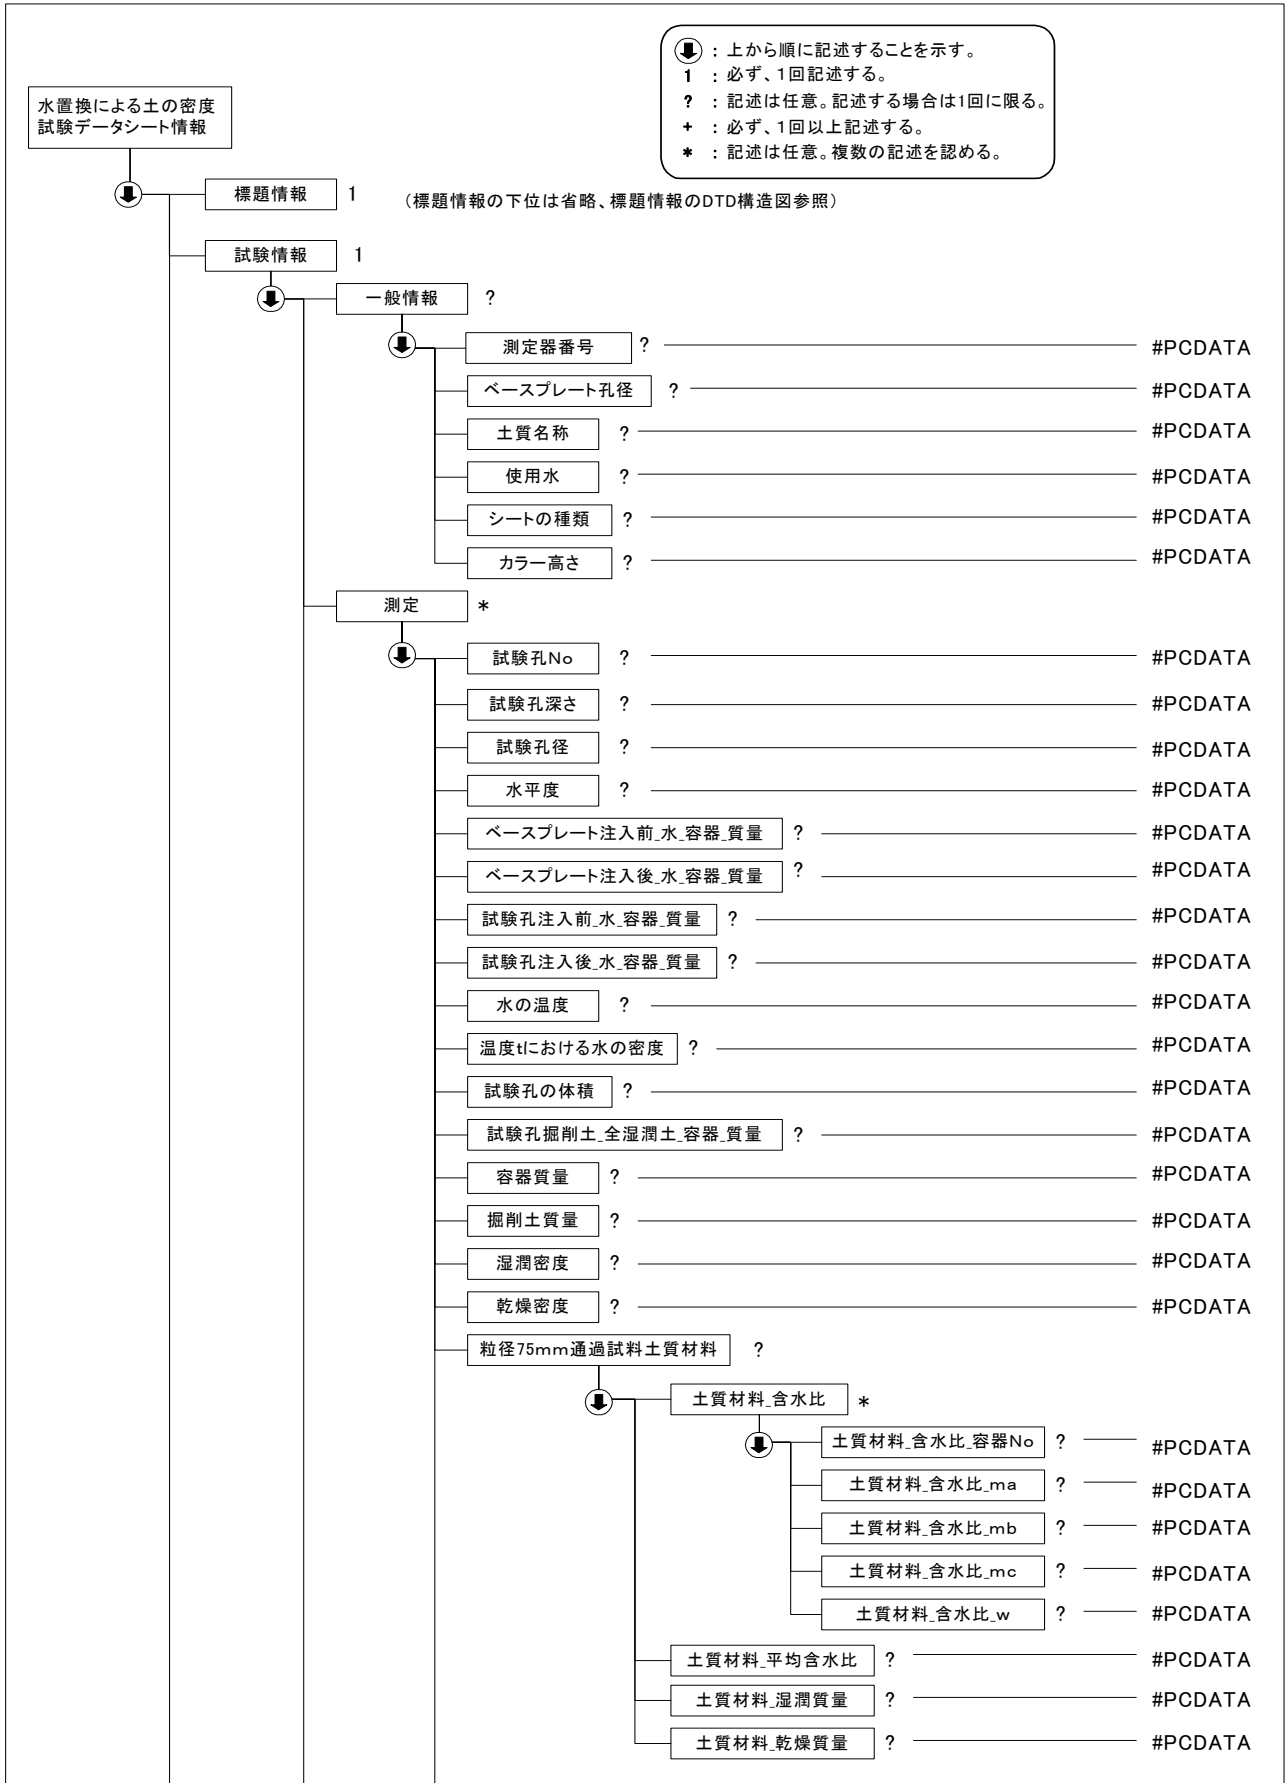 ：上から順に記述することを示す。
1 ：必ず、1回記述する。
? ：記述は任意。記述する場合は1回に限る。
+ ：必ず、1回以上記述する。
* ：記述は任意。複数の記述を認める。
水置換による土の密度
試験データシート情報
標題情報 1 （標題情報の下位は省略、標題情報のDTD構造図参照）
試験情報 1
一般情報 ?
測定器番号 ? #PCDATA
ベースプレート孔径 ? #PCDATA
土質名称 ? #PCDATA
使用水 ? #PCDATA
シートの種類 ? #PCDATA
カラー高さ ? #PCDATA
測定 *
試験孔No ? #PCDATA
試験孔深さ ? #PCDATA
試験孔径 ? #PCDATA
水平度 ? #PCDATA
ベースプレート注入前_水_容器_質量 ? #PCDATA
ベースプレート注入後_水_容器_質量 ? #PCDATA
試験孔注入前_水_容器_質量 ? #PCDATA
試験孔注入後_水_容器_質量 ? #PCDATA
水の温度 ? #PCDATA
温度tにおける水の密度 ? #PCDATA
試験孔の体積 ? #PCDATA
試験孔掘削土_全湿潤土_容器_質量 ? #PCDATA
容器質量 ? #PCDATA
掘削土質量 ? #PCDATA
湿潤密度 ? #PCDATA
乾燥密度 ? #PCDATA
粒径75mm通過試料土質材料 ?
土質材料_含水比 *
土質材料_含水比_容器No ? #PCDATA
土質材料_含水比_ma ? #PCDATA
土質材料_含水比_mb ? #PCDATA
土質材料_含水比_mc ? #PCDATA
土質材料_含水比_w ? #PCDATA
土質材料_平均含水比 ? #PCDATA
土質材料_湿潤質量 ? #PCDATA
土質材料_乾燥質量 ? #PCDATA